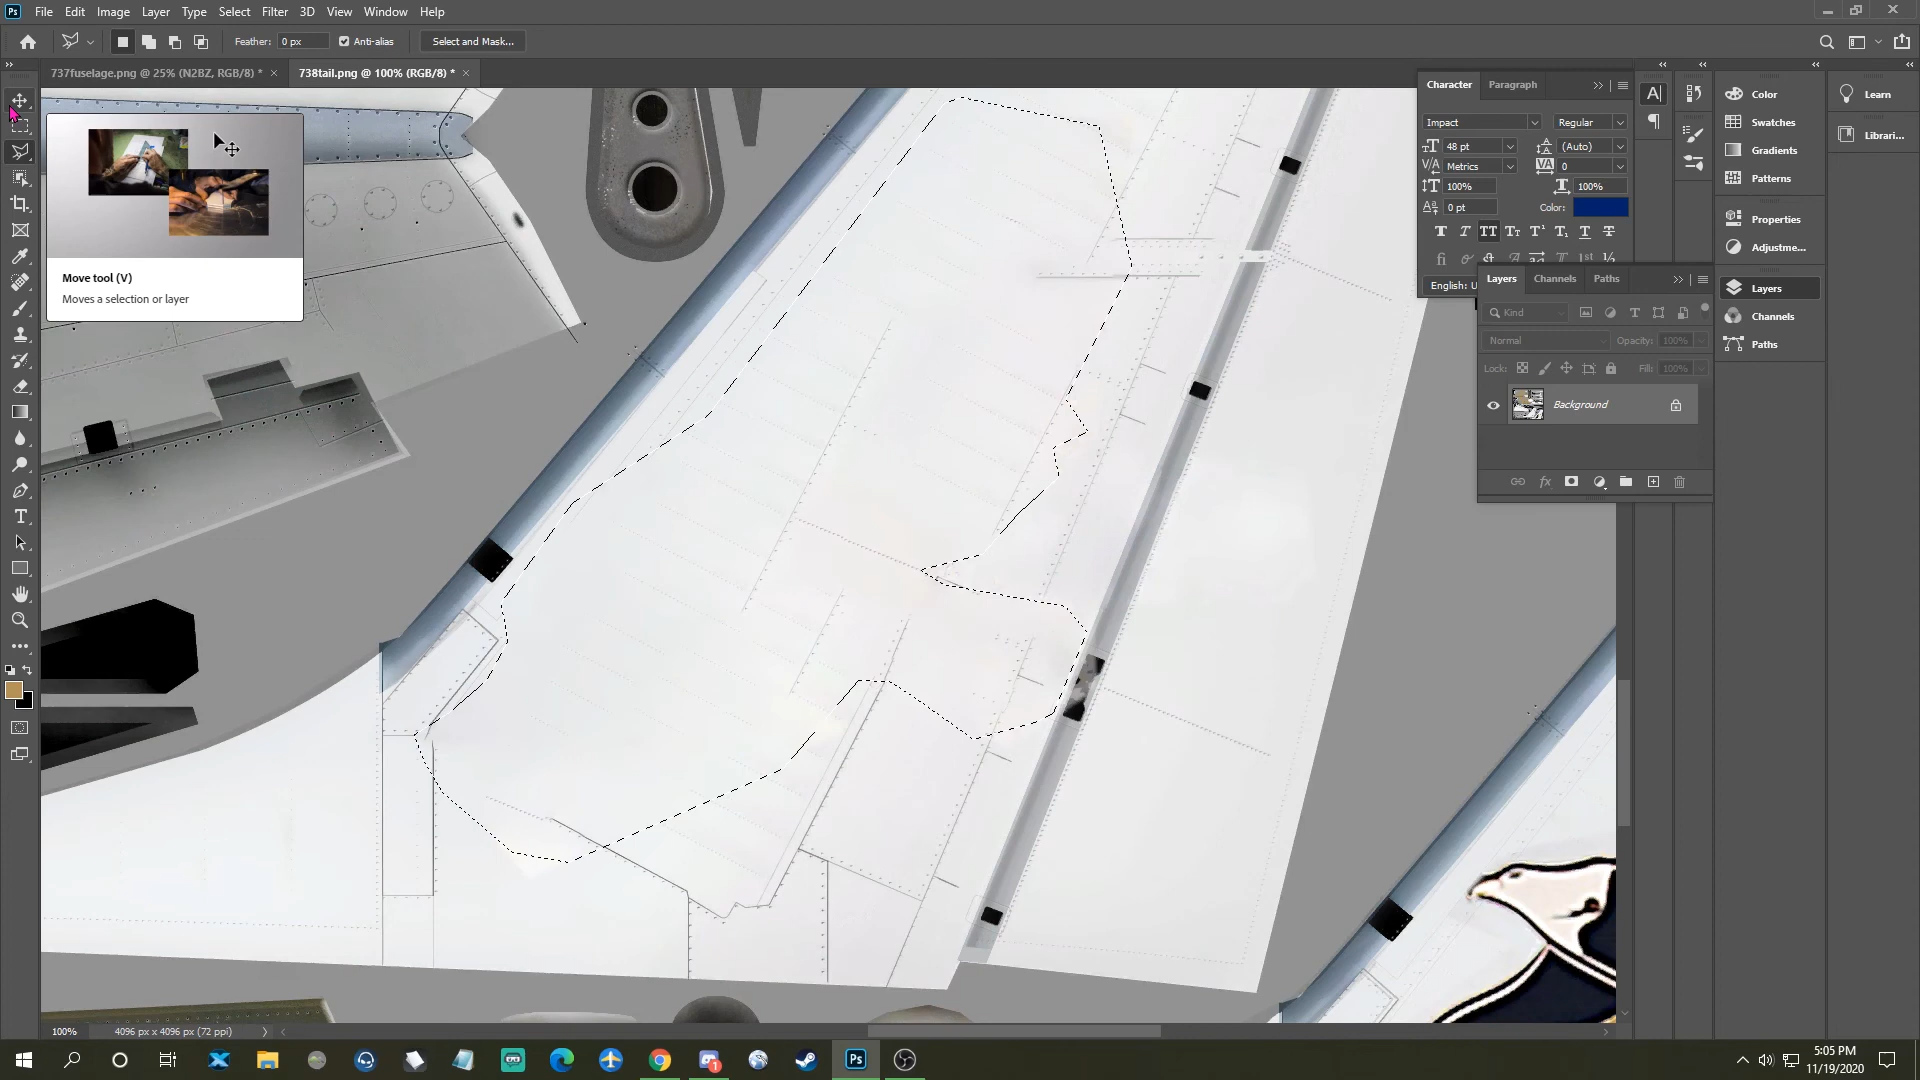 Ps File Edit Image Layer Type Select Filter 3D View Window Help
Feather: 0 px Anti-alias Select and Mask...
737fuselage.png @ 25% (N2BZ, RGB/8) * × 738tail.png @ 100% (RGB/8) * ×
Move tool (V)
Moves a selection or layer
Character Paragraph
Impact Regular
48 pt (Auto)
Metrics 0
100% 100%
0 pt Color:
English: U
Layers Channels Paths
Kind
Normal Opacity: 100%
Lock: Fill: 100%
Background
Color
Swatches
Gradients
Patterns
Properties
Adjustme...
Layers
Channels
Paths
Learn
Librari...
100% 4096 px x 4096 px (72 ppi)
Ps
1
5:05 PM
11/19/2020